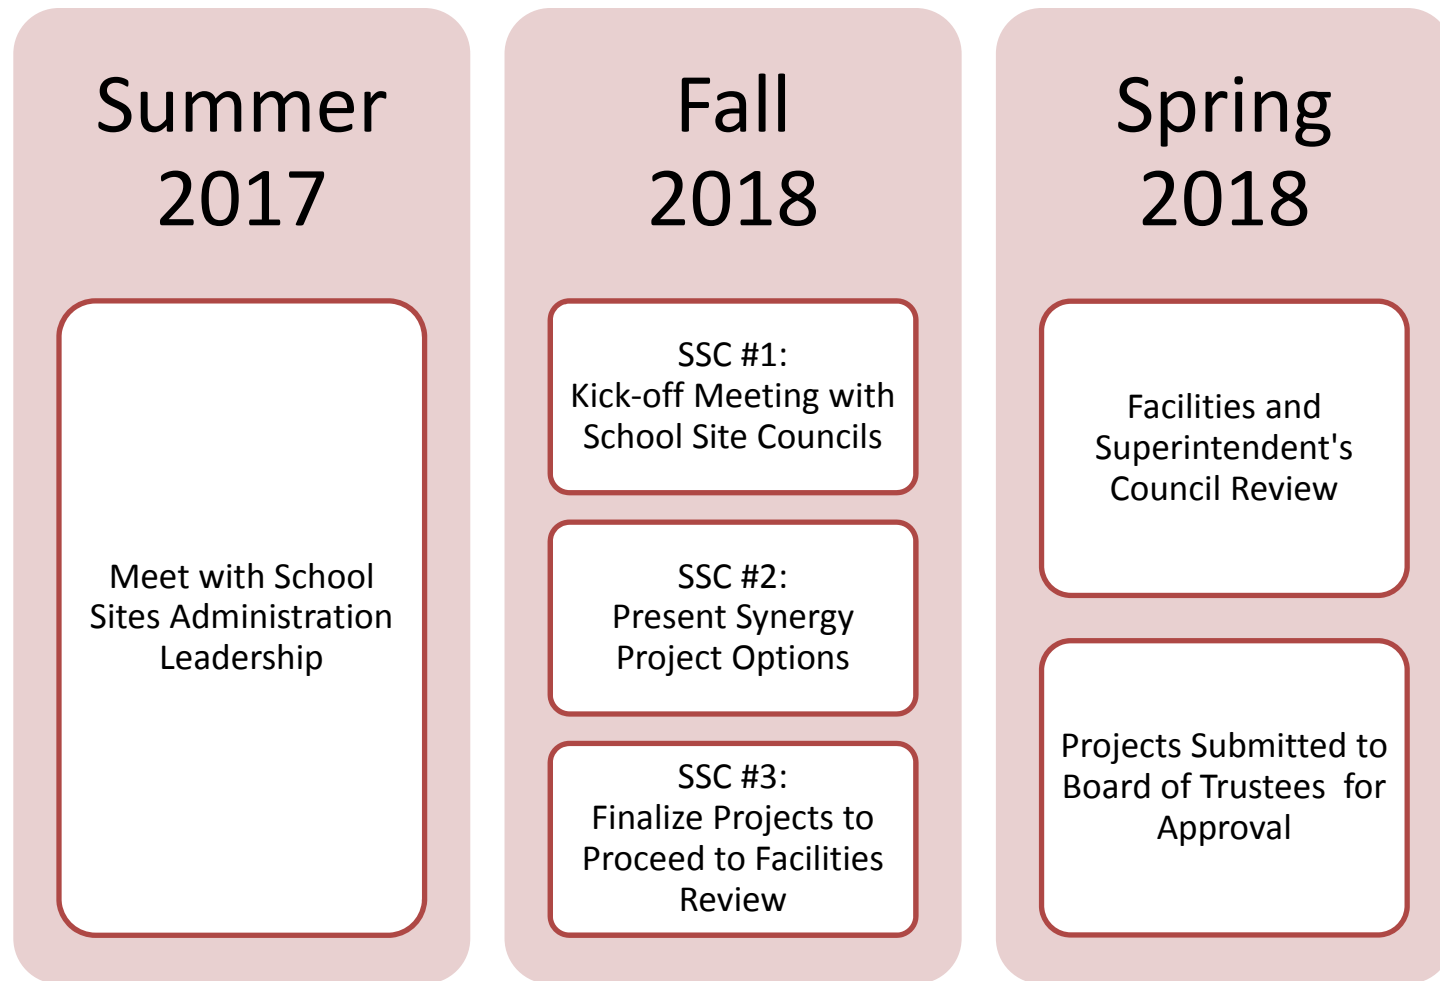 Summer
2017
Meet with School
Sites Administration
Leadership
Fall
2018
SSC #1:
Kick-off Meeting with
School Site Councils
SSC #2:
Present Synergy
Project Options
SSC #3:
Finalize Projects to
Proceed to Facilities
Review
Spring
2018
Facilities and
Superintendent's
Council Review
Projects Submitted to
Board of Trustees  for
Approval